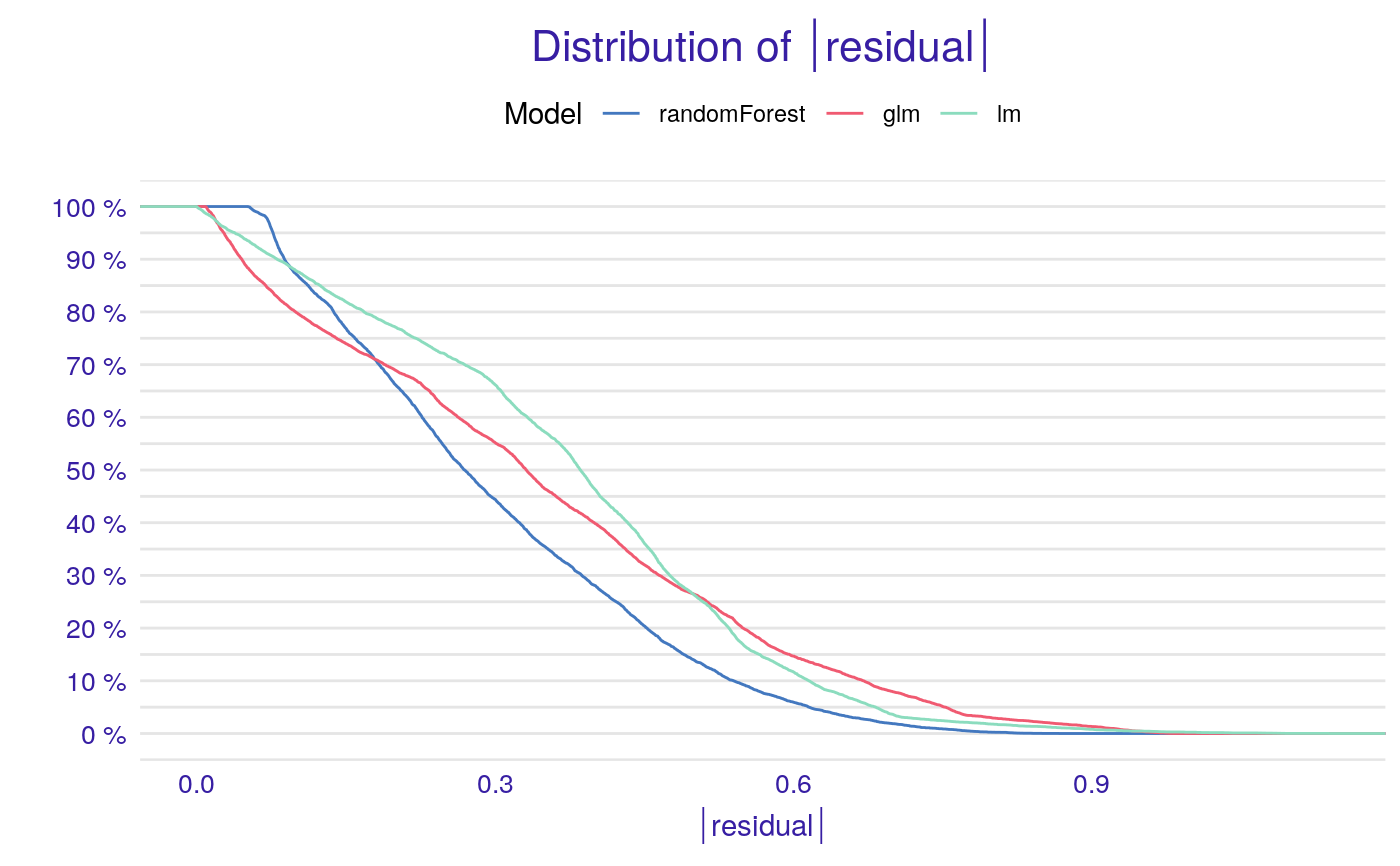 Distribution of |residual|
Model randomForest glm lm
100 %
90 %
80 %
70 %
60 %
50 %
40 %
30 %
20 %
10 %
0 %
0.0 0.3 0.6 0.9
|residual|